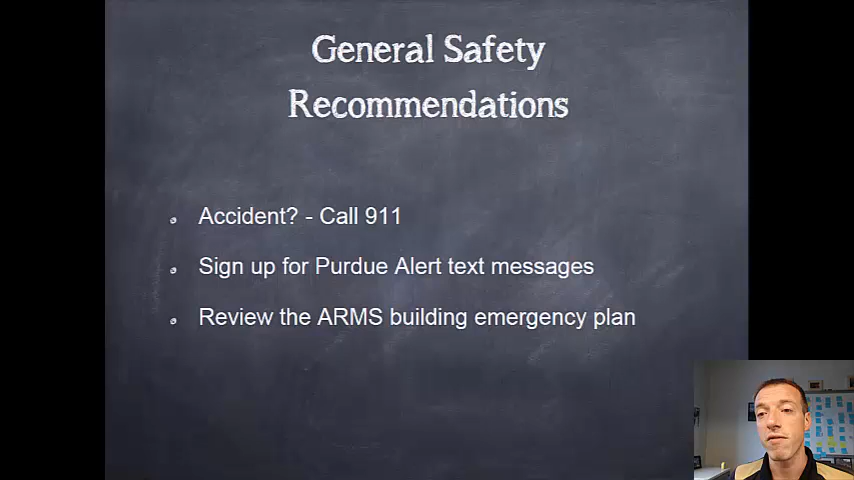 General Safety
Recommendations
Accident? - Call 911
Sign up for Purdue Alert text messages
Review the ARMS building emergency plan